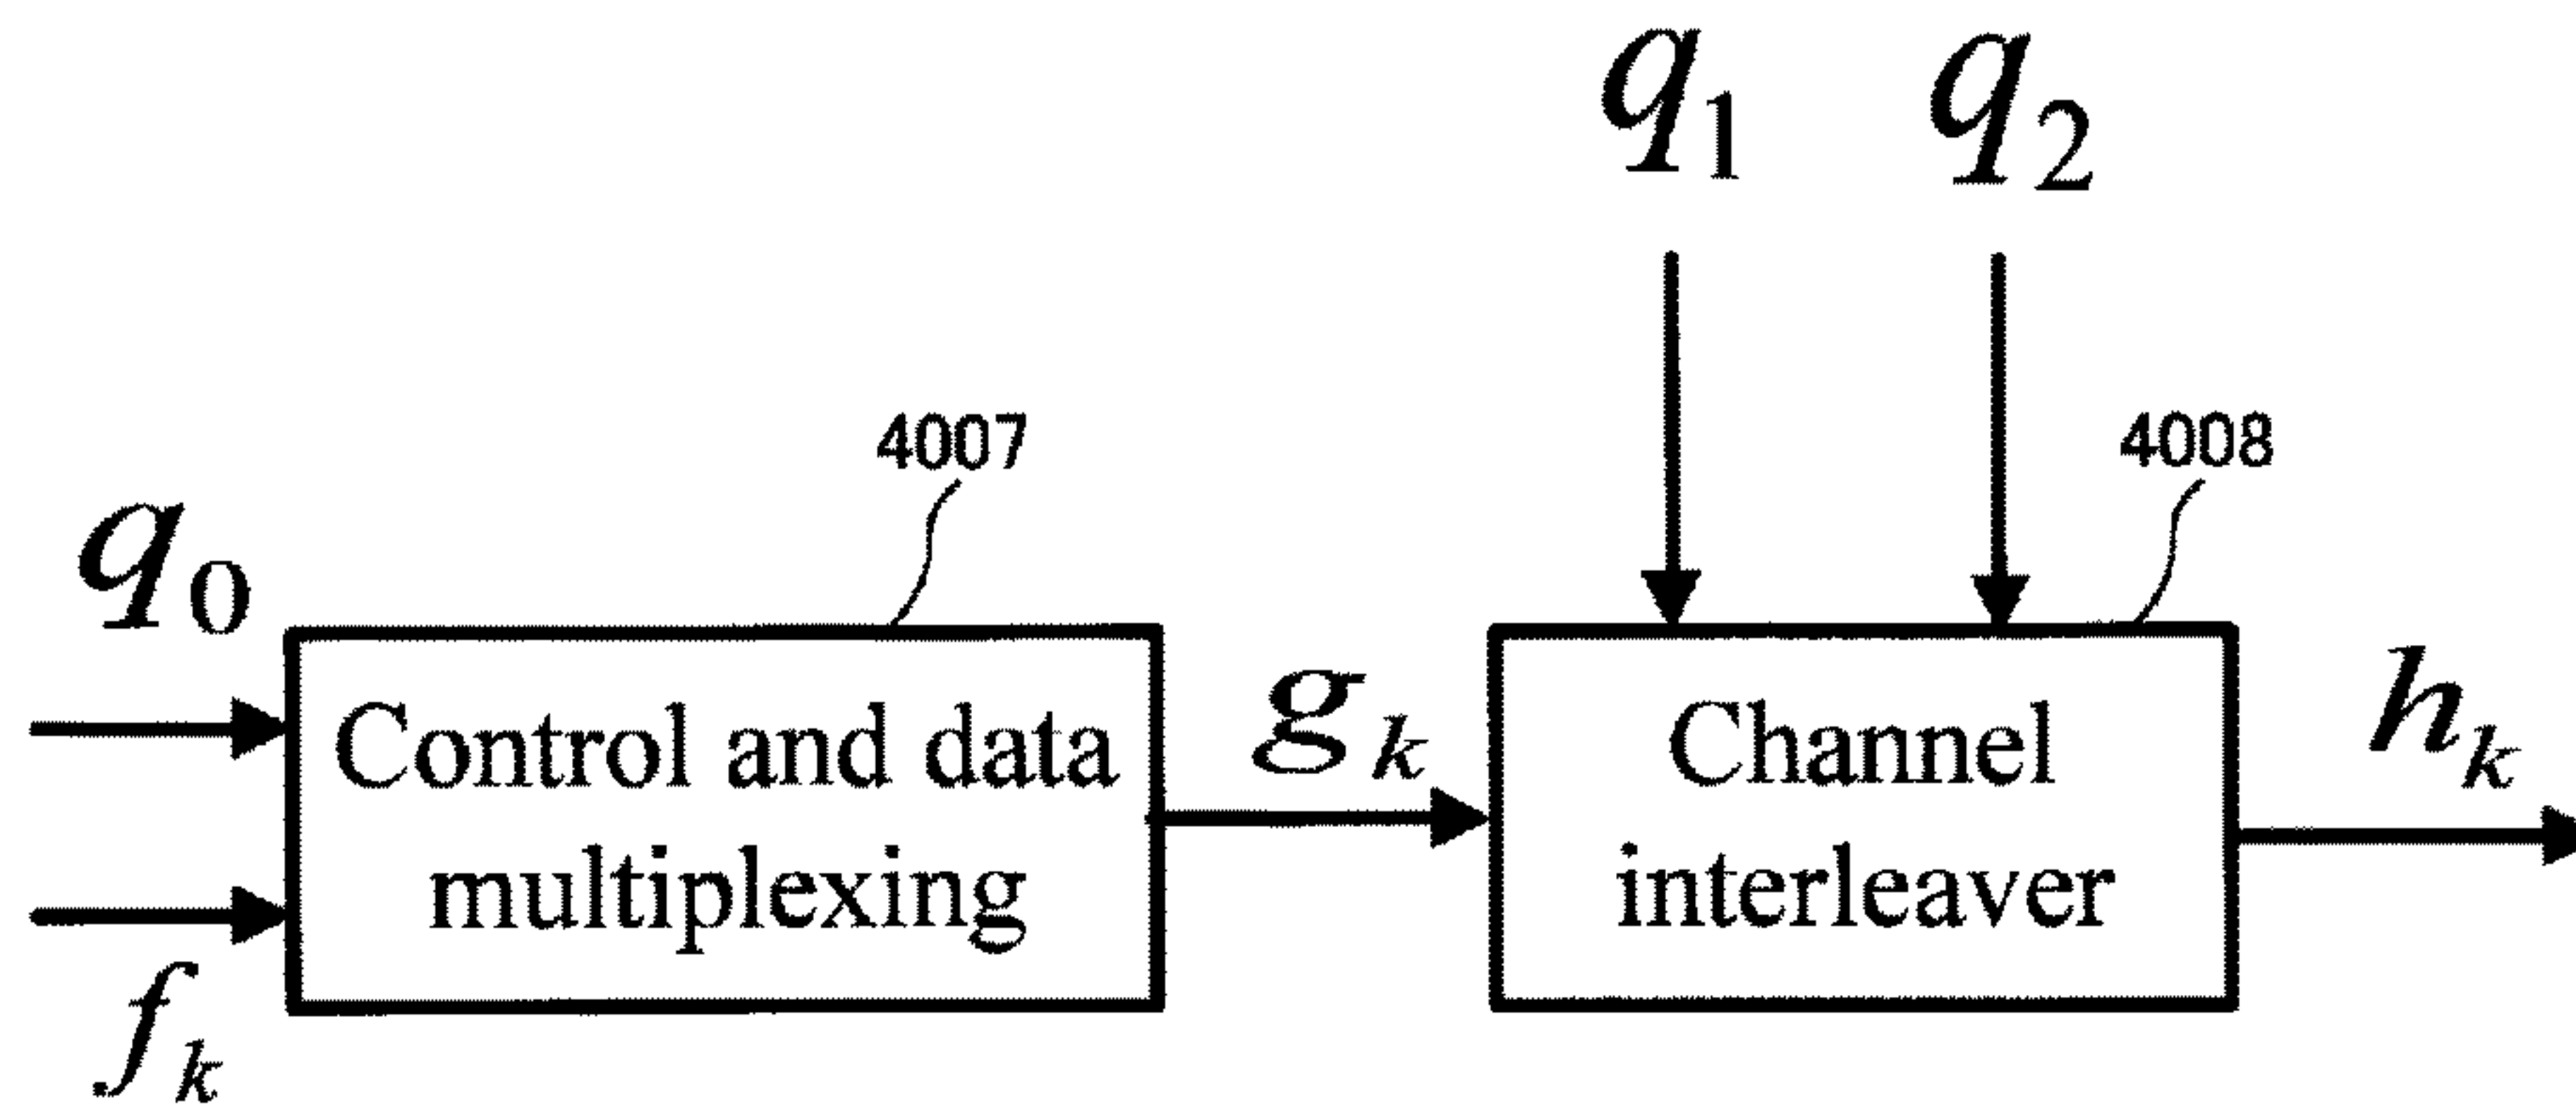 q1 q2
4007
4008
q0
Control and data
multiplexing
gk
Channel
interleaver
hk
fk